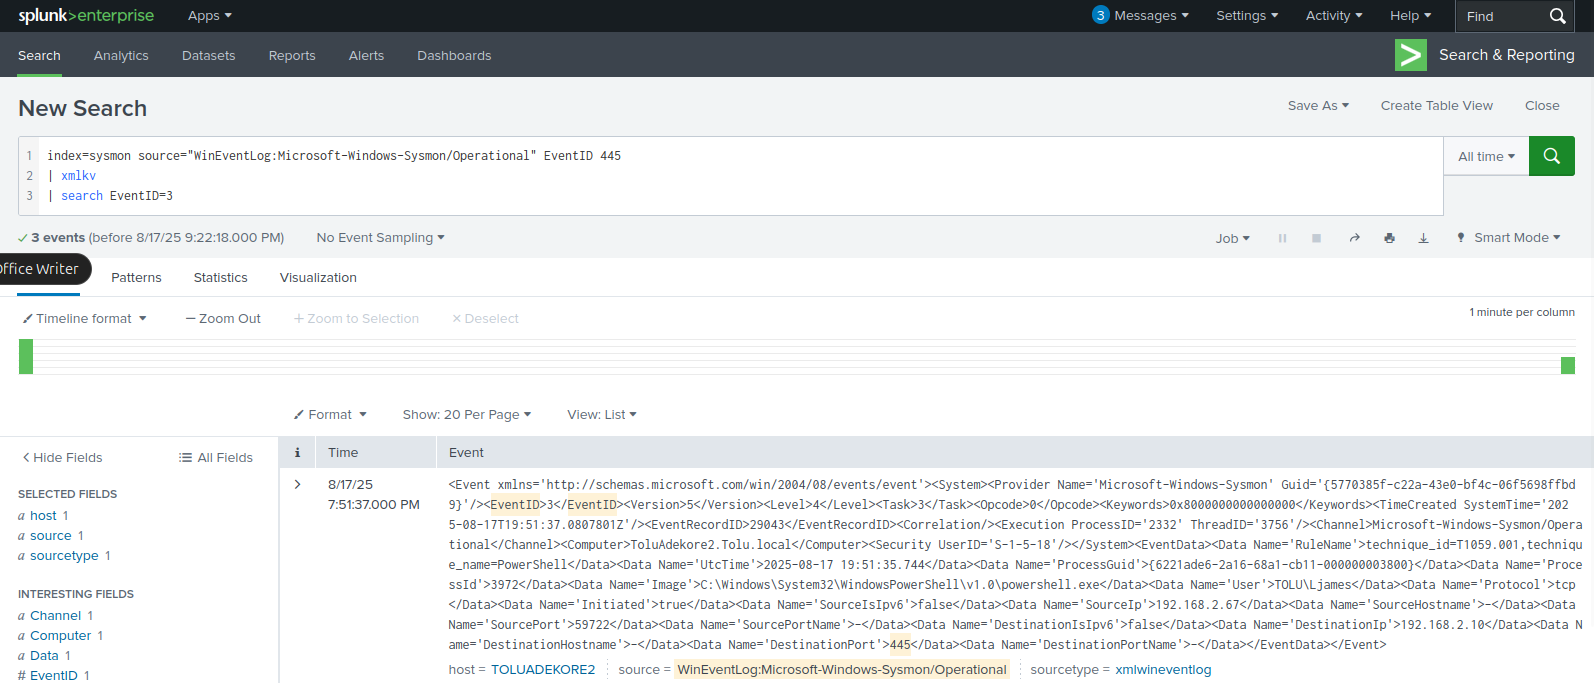 splunk>enterprise Apps 3 Messages Settings Activity Help Find
Search Analytics Datasets Reports Alerts Dashboards Search & Reporting
New Search Save As Create Table View Close
1 index=sysmon source="WinEventLog:Microsoft-Windows-Sysmon/Operational" EventID 445 All time
2 | xmlkv
3 | search EventID=3
3 events (before 8/17/25 9:22:18.000 PM) No Event Sampling Job Smart Mode
Office Writer Patterns Statistics Visualization
Timeline format — Zoom Out + Zoom to Selection × Deselect 1 minute per column
Format Show: 20 Per Page View: List
< Hide Fields All Fields i Time Event
SELECTED FIELDS
a host 1
a source 1
a sourcetype 1
INTERESTING FIELDS
a Channel 1
a Computer 1
a Data 1
# EventID 1
> 8/17/25
7:51:37.000 PM
<Event xmlns='http://schemas.microsoft.com/win/2004/08/events/event'><System><Provider Name='Microsoft-Windows-Sysmon' Guid='{5770385f-c22a-43e0-bf4c-06f5698ffbd
9}'/><EventID>3</EventID><Version>5</Version><Level>4</Level><Task>3</Task><Opcode>0</Opcode><Keywords>0x8000000000000000</Keywords><TimeCreated SystemTime='202
5-08-17T19:51:37.0807801Z'/><EventRecordID>29043</EventRecordID><Correlation/><Execution ProcessID='2332' ThreadID='3756'/><Channel>Microsoft-Windows-Sysmon/Opera
tional</Channel><Computer>ToluAdekore2.Tolu.local</Computer><Security UserID='S-1-5-18'/></System><EventData><Data Name='RuleName'>technique_id=T1059.001,techniqu
e_name=PowerShell</Data><Data Name='UtcTime'>2025-08-17 19:51:35.744</Data><Data Name='ProcessGuid'>{6221ade6-2a16-68a1-cb11-000000003800}</Data><Data Name='Proce
ssId'>3972</Data><Data Name='Image'>C:\Windows\System32\WindowsPowerShell\v1.0\powershell.exe</Data><Data Name='User'>TOLU\Ljames</Data><Data Name='Protocol'>tcp
</Data><Data Name='Initiated'>true</Data><Data Name='SourceIsIpv6'>false</Data><Data Name='SourceIp'>192.168.2.67</Data><Data Name='SourceHostname'>-</Data><Data
Name='SourcePort'>59722</Data><Data Name='SourcePortName'>-</Data><Data Name='DestinationIsIpv6'>false</Data><Data Name='DestinationIp'>192.168.2.10</Data><Data N
ame='DestinationHostname'>-</Data><Data Name='DestinationPort'>445</Data><Data Name='DestinationPortName'>-</Data></EventData></Event>
host = TOLUADEKORE2 source = WinEventLog:Microsoft-Windows-Sysmon/Operational sourcetype = xmlwineventlog